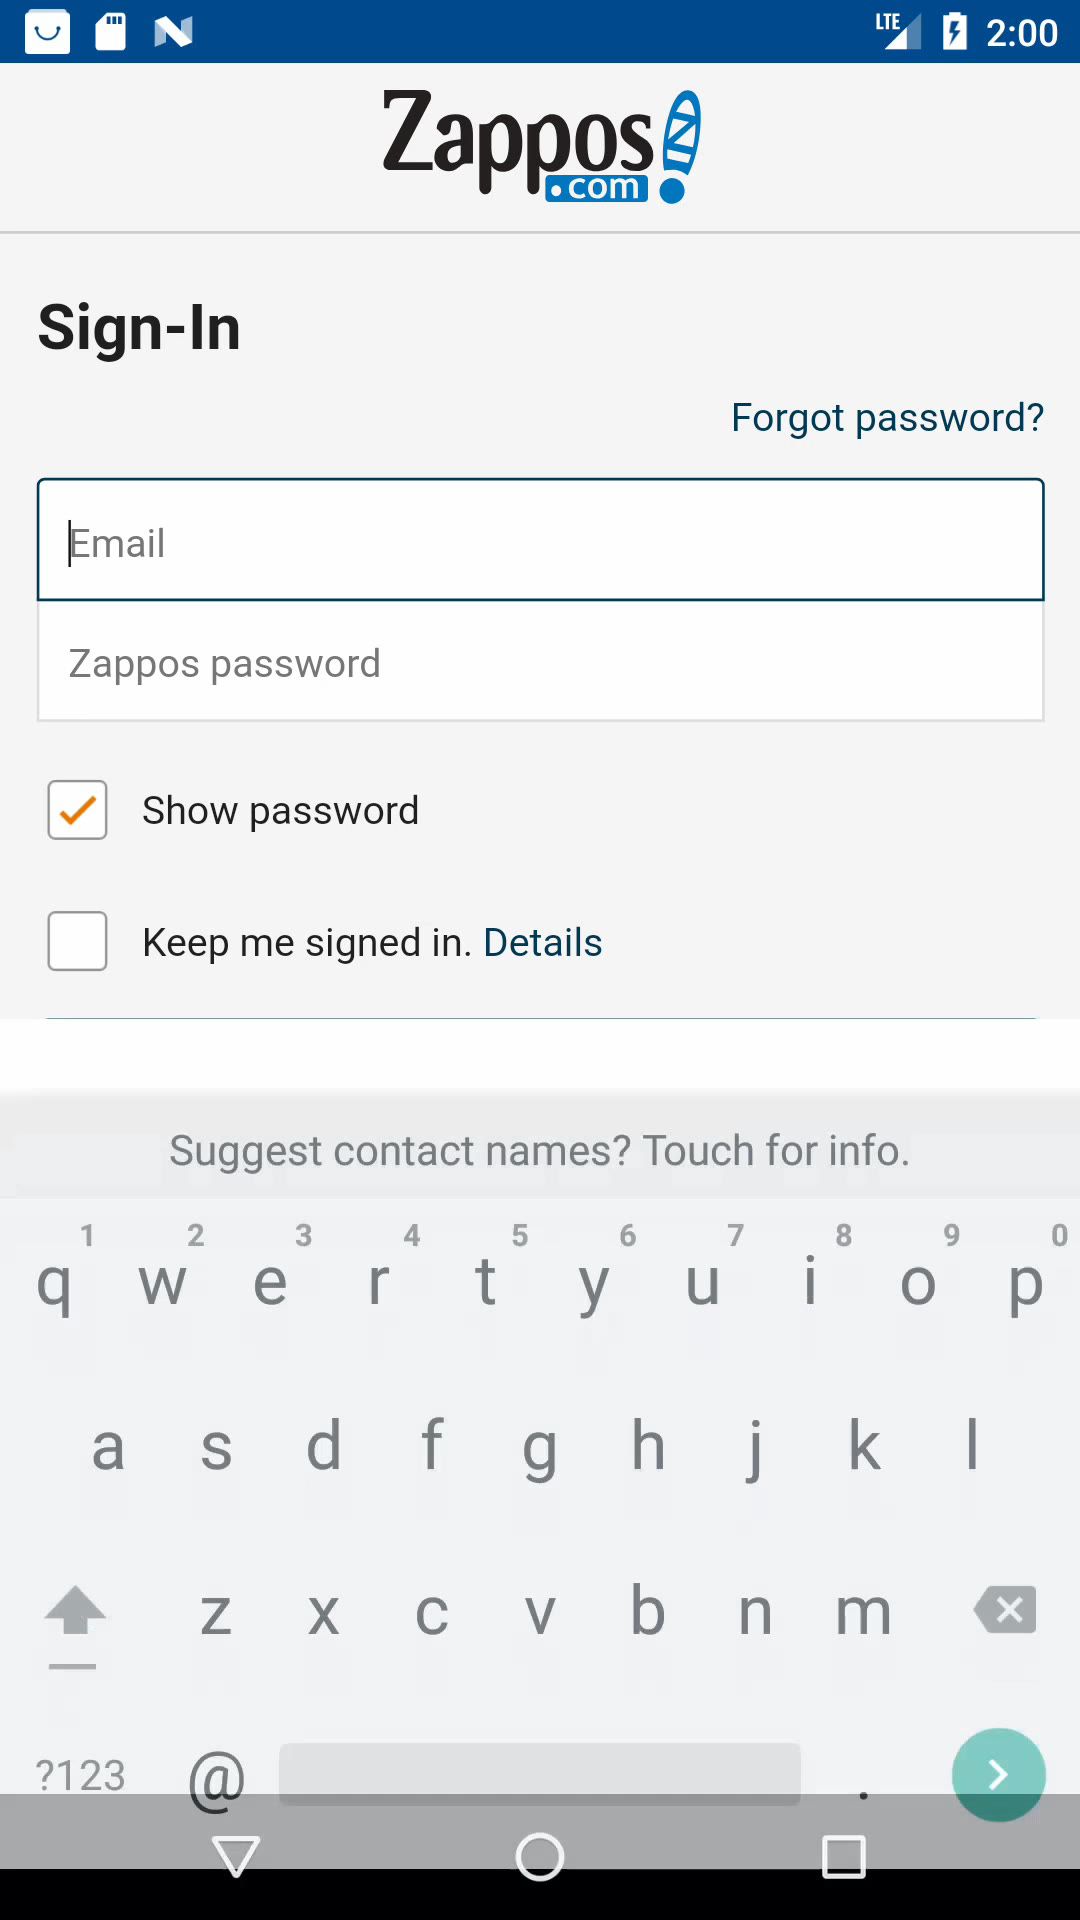 LTE 2:00
Zappos
.com
Sign-In
Forgot password?
Email
Zappos password
Show password
Keep me signed in. Details
Suggest contact names? Touch for info.
1 2 3 4 5 6 7 8 9 0
q w e r t y u i o p
a s d f g h j k l
z x c v b n m
?123 @ .